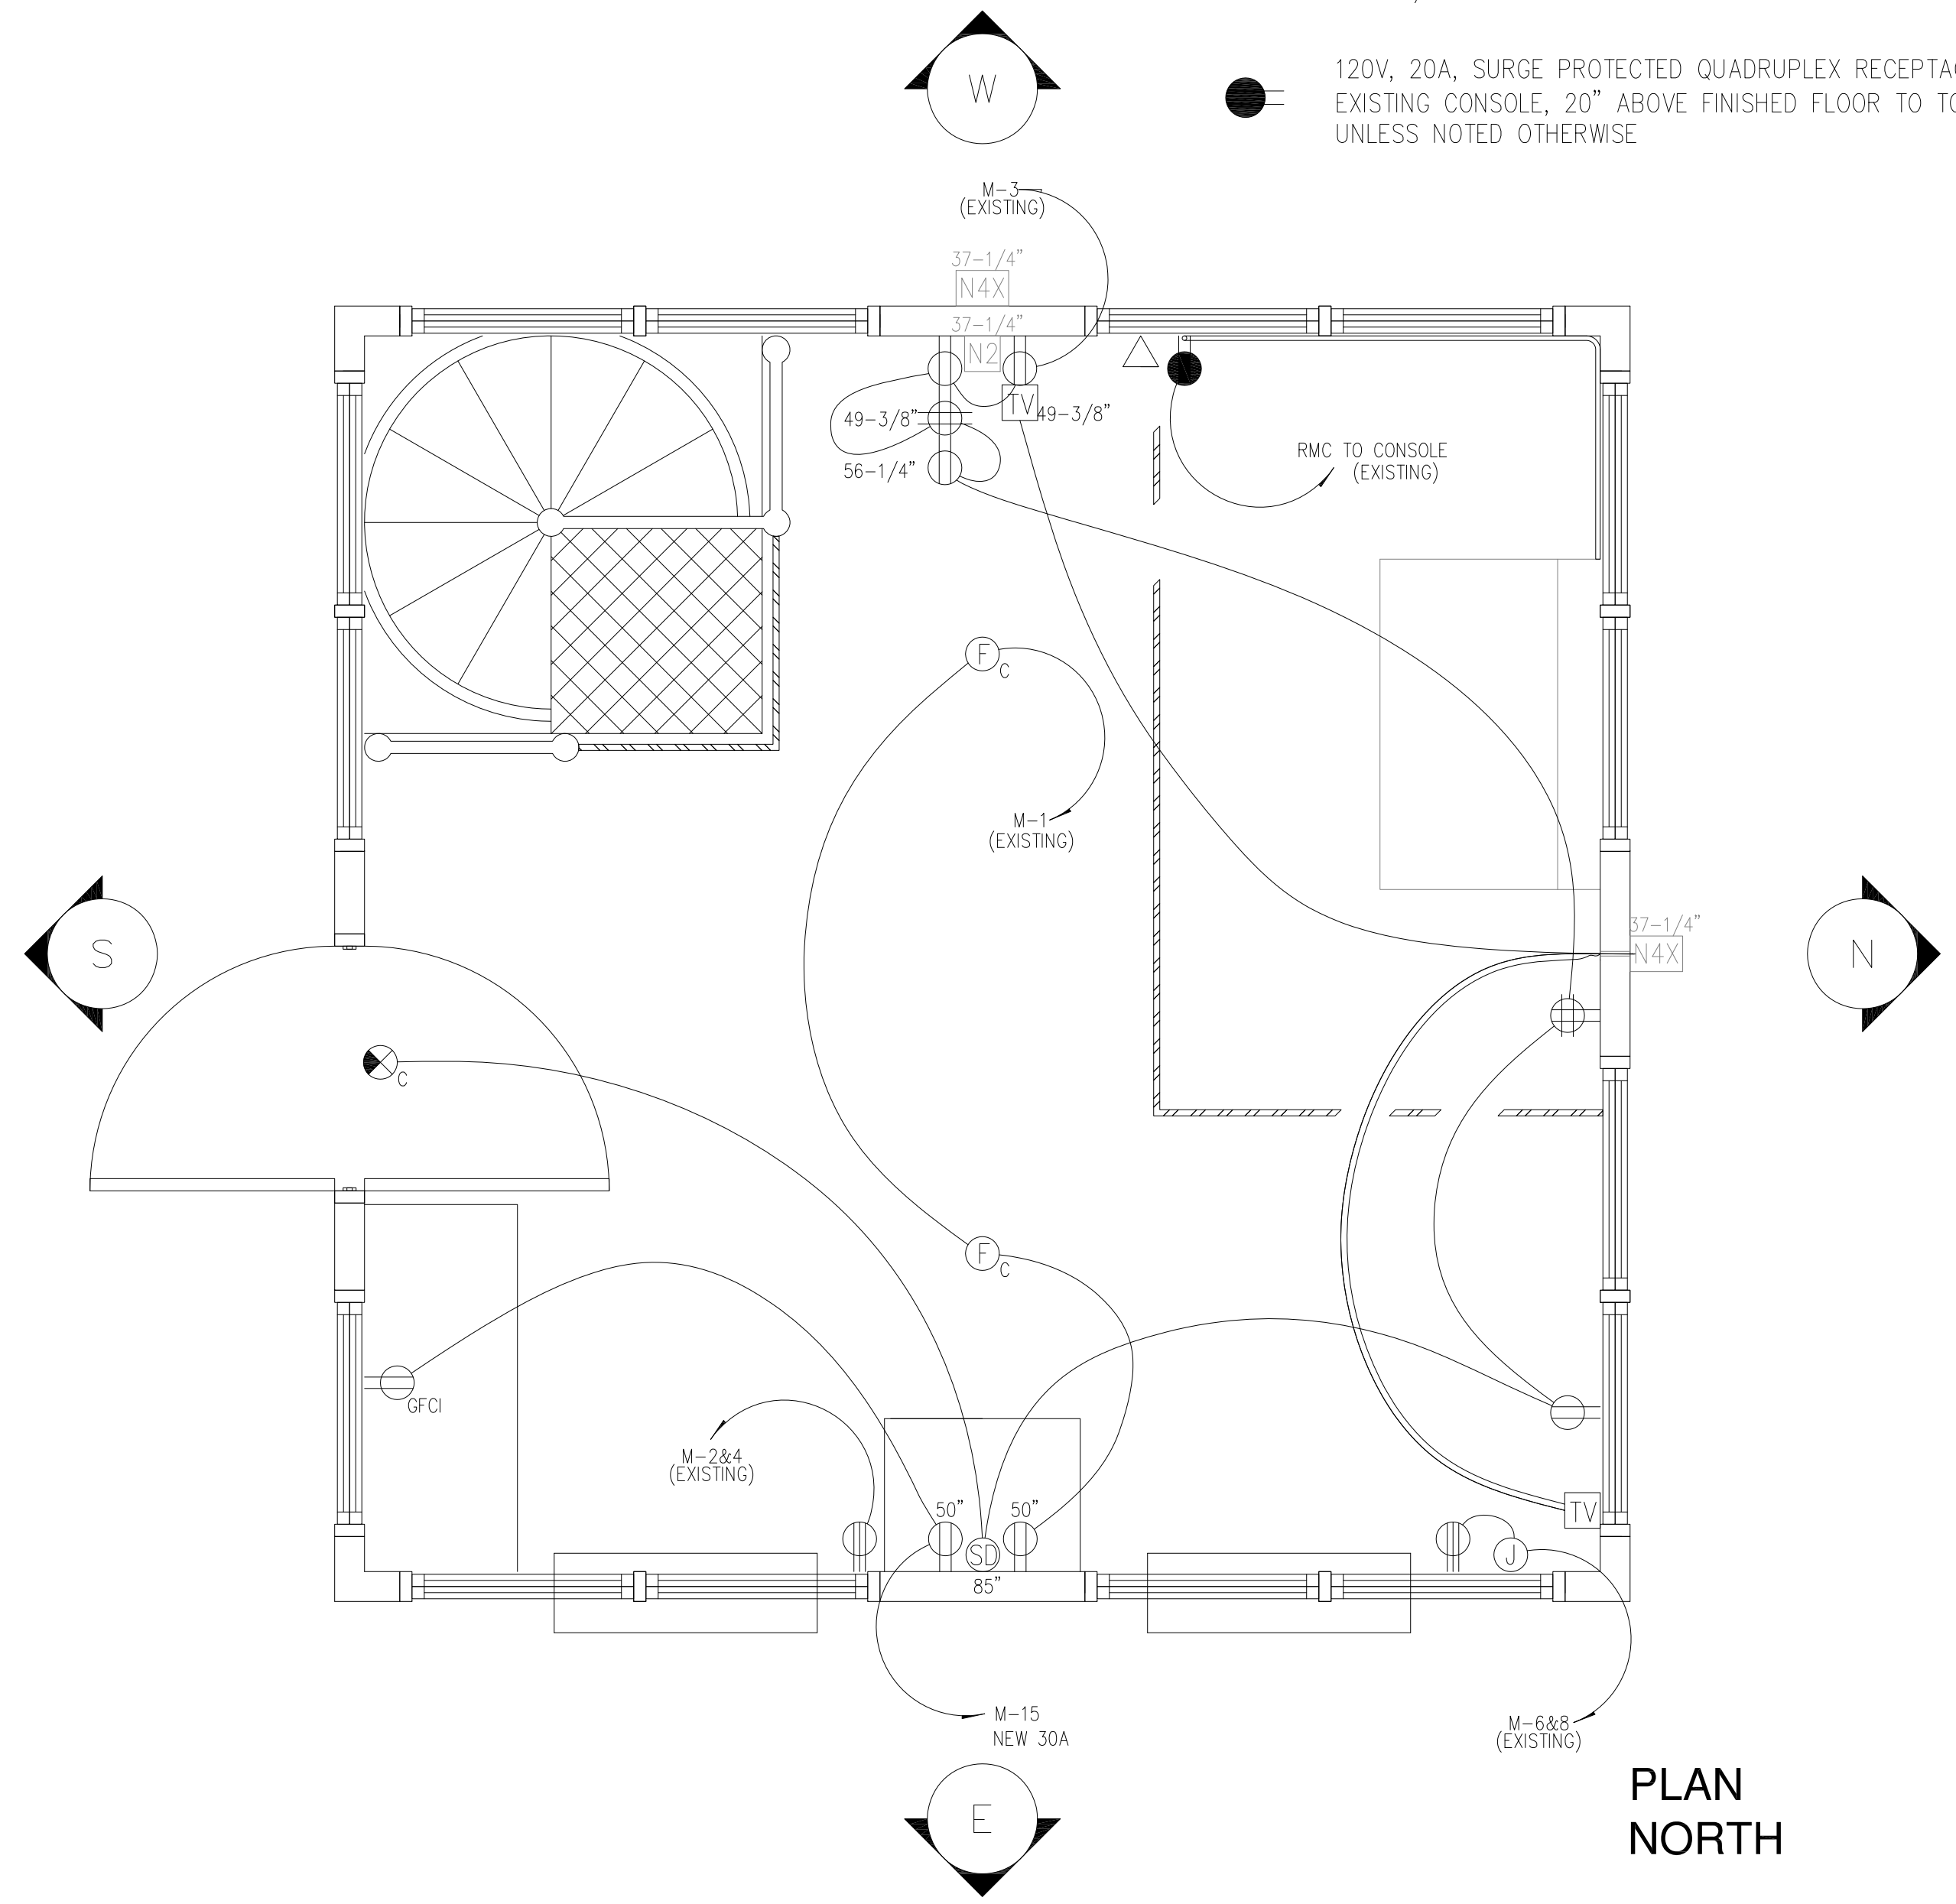 W
120V, 20A, SURGE PROTECTED QUADRUPLEX
EXISTING CONSOLE, 20" ABOVE FINISHED FLOOR TO
UNLESS NOTED OTHERWISE
M-3
(EXISTING)
37-1/4"
N4X
37-1/4"
N2
TV
49-3/8"
49-3/8"
56-1/4"
RMC TO CONSOLE
(EXISTING)
F
C
M-1
(EXISTING)
37-1/4"
N4X
S
N
C
F
C
GFCI
M-2&4
(EXISTING)
50"
50"
TV
SD
J
85"
M-15
NEW 30A
M-6&8
(EXISTING)
E
PLAN
NORTH